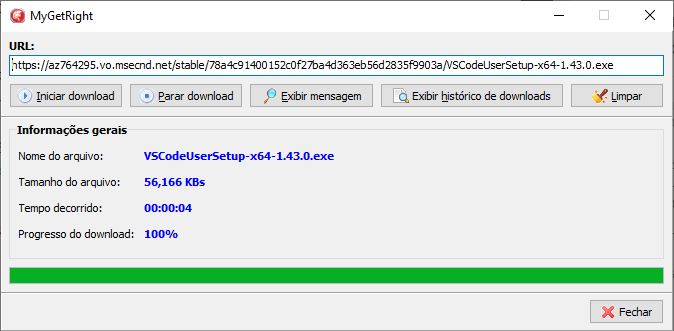 MyGetRight
URL:
https://az764295.vo.msecnd.net/stable/78a4c91400152c0f27ba4d363eb56d2835f9903a/VSCodeUserSetup-x64-1.43.0.exe
Iniciar download Parar download Exibir mensagem Exibir histórico de downloads Limpar
Informações gerais
Nome do arquivo: VSCodeUserSetup-x64-1.43.0.exe
Tamanho do arquivo: 56,166 KBs
Tempo decorrido: 00:00:04
Progresso do download: 100%
Fechar